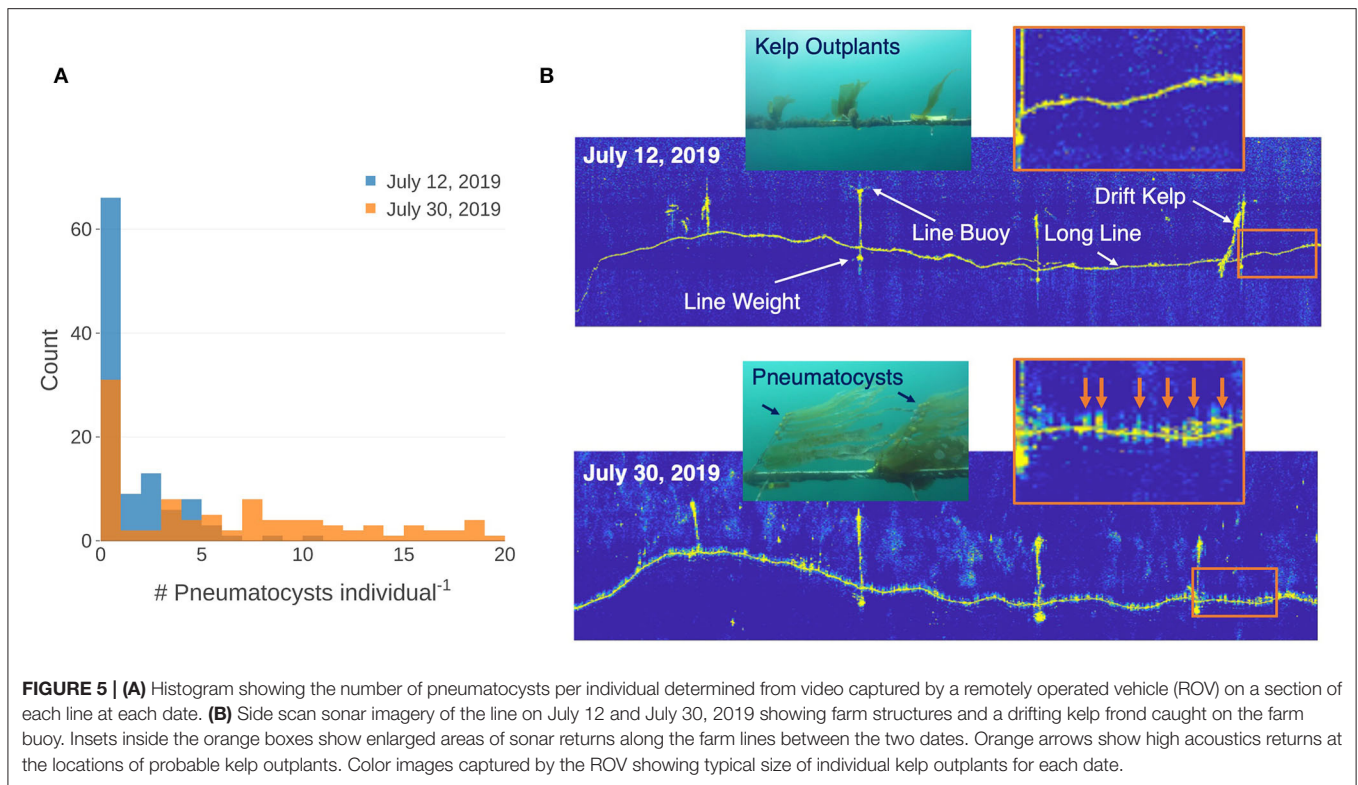 A
July 12, 2019
July 30, 2019
60
40
20
0
0
5
10
15
20
Count
# Pneumatocysts individual-1
B
Kelp Outplants
July 12, 2019
Drift Kelp
Line Buoy
Long Line
Line Weight
Pneumatocysts
July 30, 2019
FIGURE 5 | (A) Histogram showing the number of pneumatocysts per individual determined from video captured by a remotely operated vehicle (ROV) on a section of
each line at each date. (B) Side scan sonar imagery of the line on July 12 and July 30, 2019 showing farm structures and a drifting kelp frond caught on the farm
buoy. Insets inside the orange boxes show enlarged areas of sonar returns along the farm lines between the two dates. Orange arrows show high acoustics returns at
the locations of probable kelp outplants. Color images captured by the ROV showing typical size of individual kelp outplants for each date.